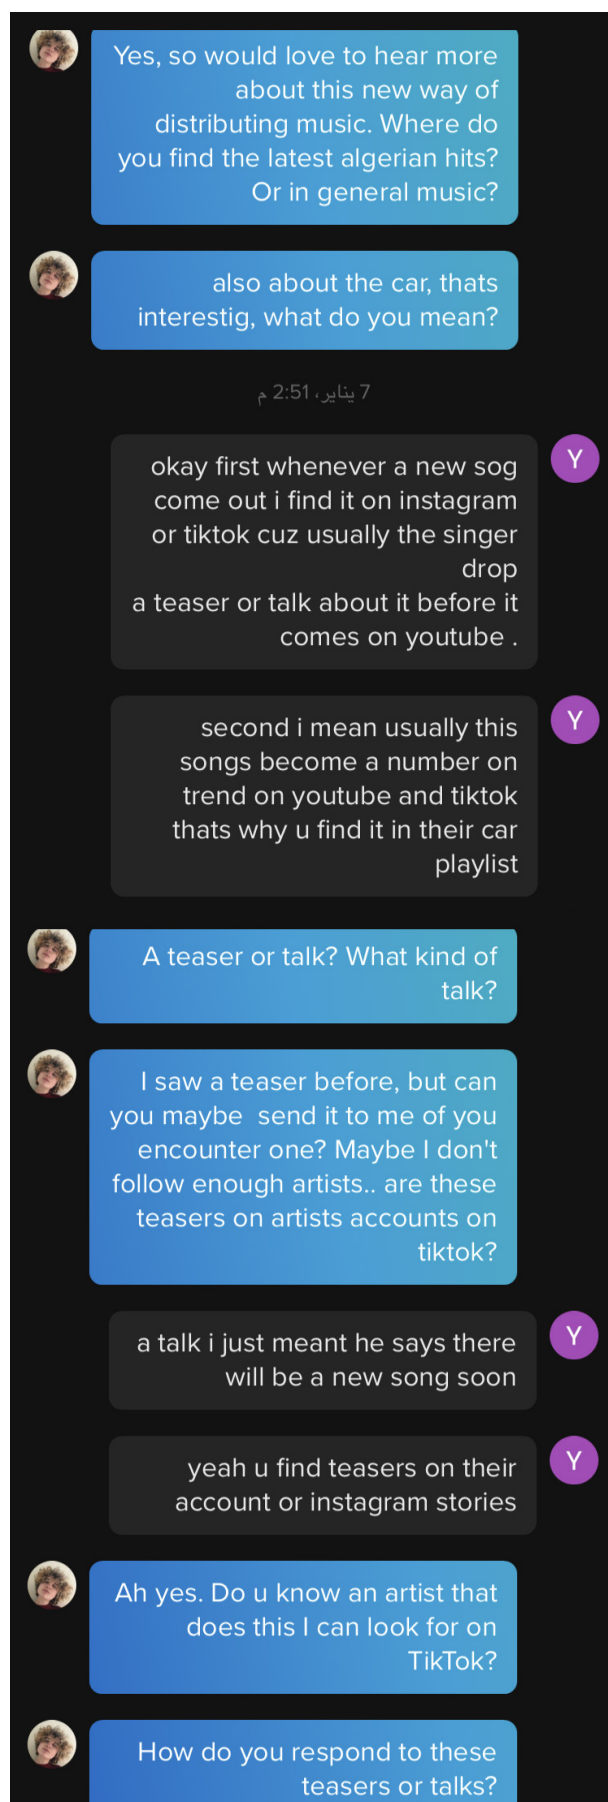 Yes, so would love to hear more
about this new way of
distributing music. Where do
you find the latest algerian hits?
Or in general music?
also about the car, thats
interestig, what do you mean?
7 يناير، 2:51 م
okay first whenever a new sog
come out i find it on instagram
or tiktok cuz usually the singer
drop
a teaser or talk about it before it
comes on youtube .
Y
second i mean usually this
songs become a number on
trend on youtube and tiktok
thats why u find it in their car
playlist
Y
A teaser or talk? What kind of
talk?
I saw a teaser before, but can
you maybe  send it to me of you
encounter one? Maybe I don't
follow enough artists.. are these
teasers on artists accounts on
tiktok?
a talk i just meant he says there
will be a new song soon
Y
yeah u find teasers on their
account or instagram stories
Y
Ah yes. Do u know an artist that
does this I can look for on
TikTok?
How do you respond to these
teasers or talks?